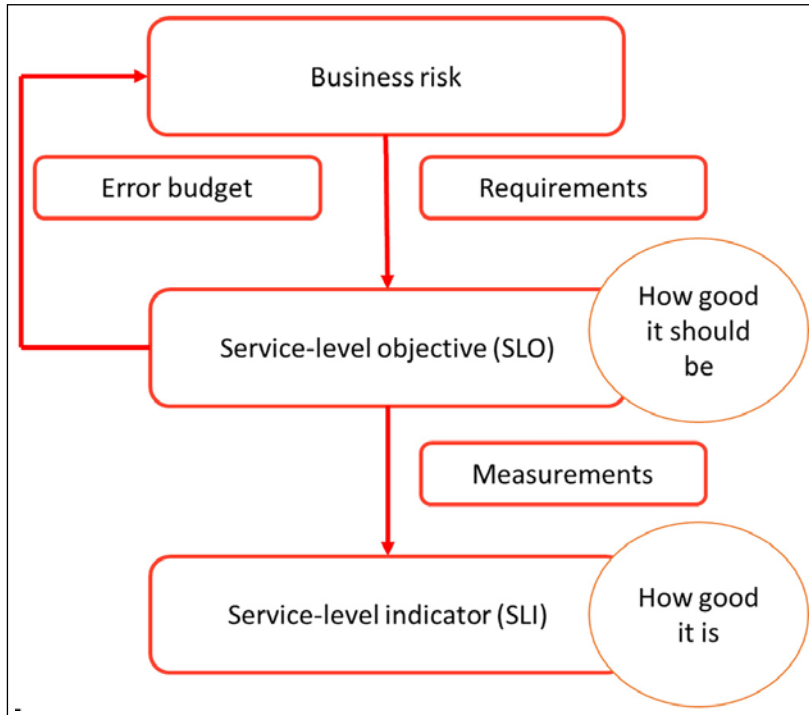 Business risk
Error budget
Requirements
Service-level objective (SLO)
How good
it should
be
Measurements
Service-level indicator (SLI)
How good
it is